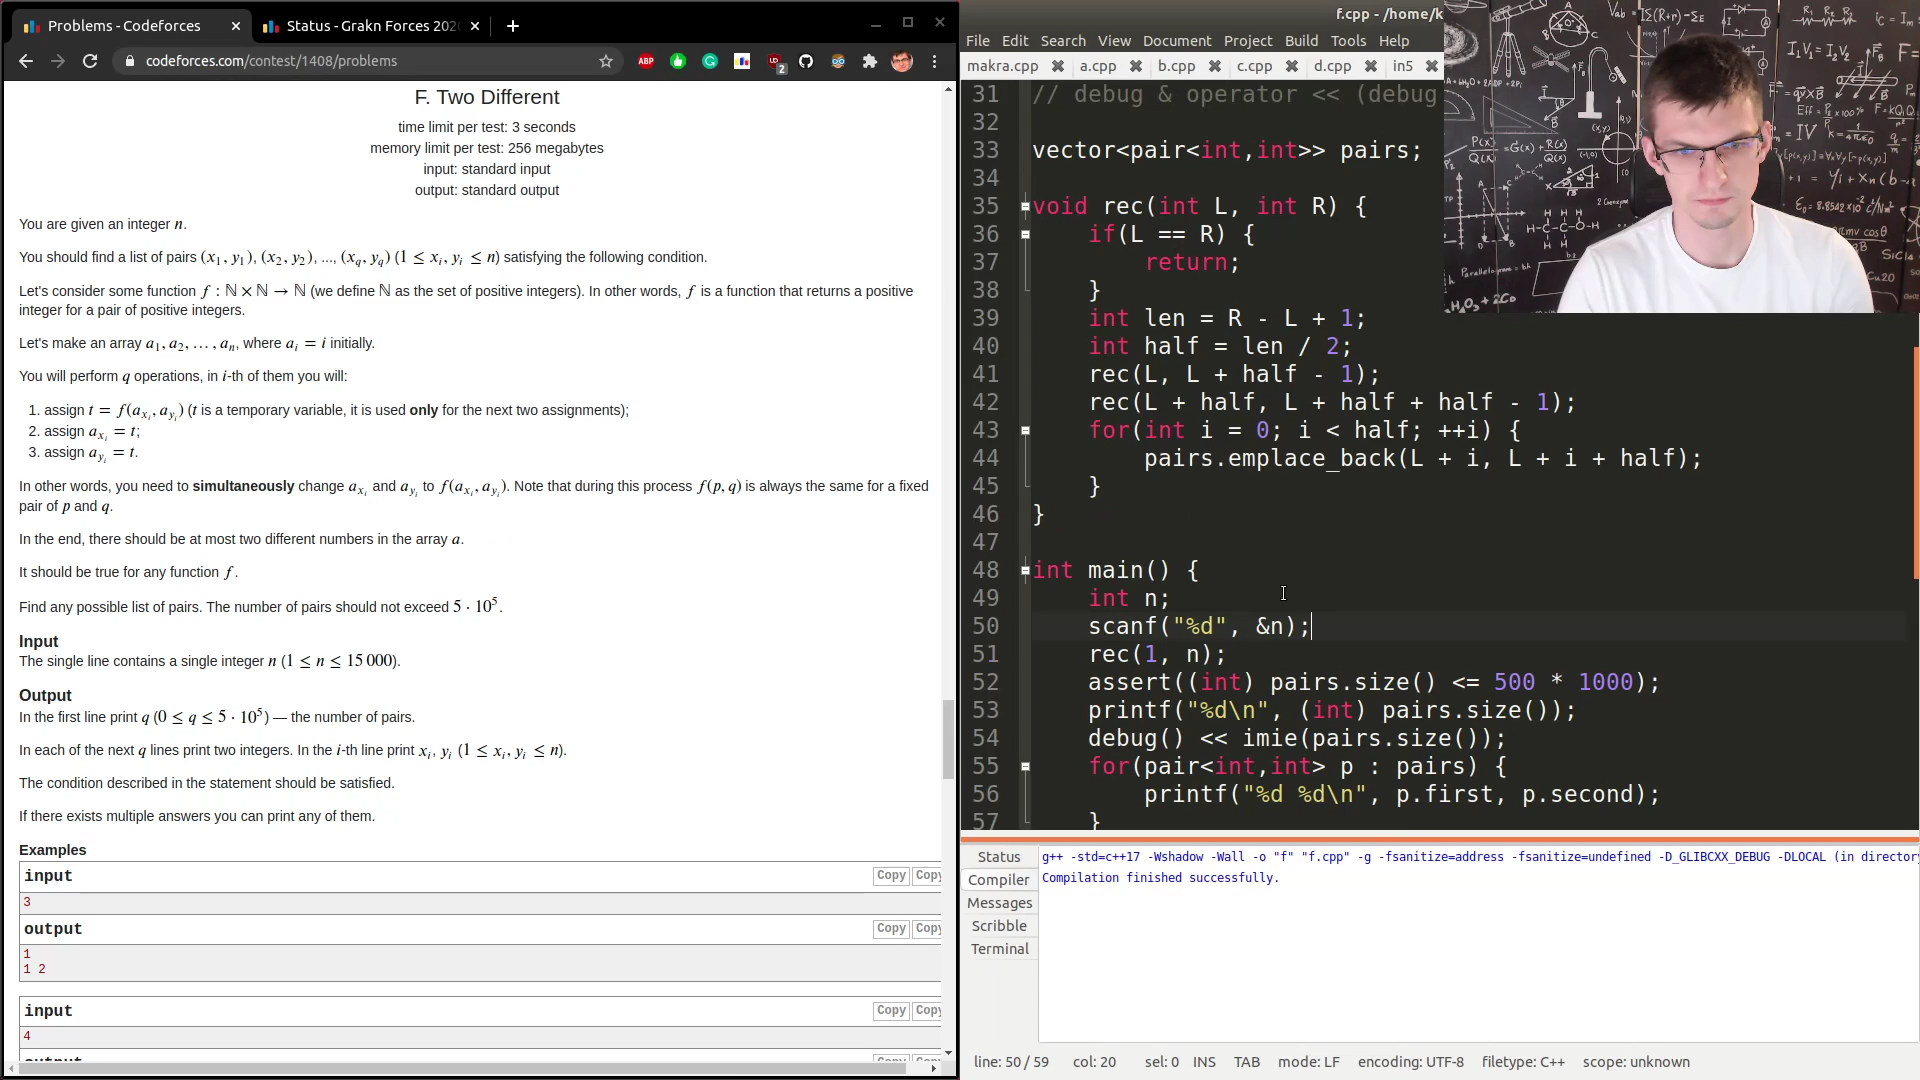 Problems - Codeforces
Status - Grakn Forces 2020
codeforces.com/contest/1408/problems
F. Two Different
time limit per test: 3 seconds
memory limit per test: 256 megabytes
input: standard input
output: standard output
You are given an integer n.
You should find a list of pairs (x1, y1), (x2, y2), ..., (xq, yq) (1 ≤ xi, yi ≤ n) satisfying the following condition.
Let's consider some function f : ℕ × ℕ → ℕ (we define ℕ as the set of positive integers). In other words, f is a function that returns a positive
integer for a pair of positive integers.
Let's make an array a1, a2, …, an, where ai = i initially.
You will perform q operations, in i-th of them you will:
1. assign t = f(axi, ayi) (t is a temporary variable, it is used only for the next two assignments);
2. assign axi = t;
3. assign ayi = t.
In other words, you need to simultaneously change axi and ayi to f(axi, ayi). Note that during this process f(p, q) is always the same for a fixed
pair of p and q.
In the end, there should be at most two different numbers in the array a.
It should be true for any function f.
Find any possible list of pairs. The number of pairs should not exceed 5 · 10^5.
Input
The single line contains a single integer n (1 ≤ n ≤ 15 000).
Output
In the first line print q (0 ≤ q ≤ 5 · 10^5) — the number of pairs.
In each of the next q lines print two integers. In the i-th line print xi, yi (1 ≤ xi, yi ≤ n).
The condition described in the statement should be satisfied.
If there exists multiple answers you can print any of them.
Examples
input
Copy Copy
3
output
Copy Copy
1
1 2
input
Copy Copy
4
f.cpp - /home/k
File Edit Search View Document Project Build Tools Help
makra.cpp a.cpp b.cpp c.cpp d.cpp in5
31 // debug & operator << (debug
32
33 vector<pair<int,int>> pairs;
34
35 void rec(int L, int R) {
36 if(L == R) {
37 return;
38 }
39 int len = R - L + 1;
40 int half = len / 2;
41 rec(L, L + half - 1);
42 rec(L + half, L + half + half - 1);
43 for(int i = 0; i < half; ++i) {
44 pairs.emplace_back(L + i, L + i + half);
45 }
46 }
47
48 int main() {
49 int n;
50 scanf("%d", &n);
51 rec(1, n);
52 assert((int) pairs.size() <= 500 * 1000);
53 printf("%d\n", (int) pairs.size());
54 debug() << imie(pairs.size());
55 for(pair<int,int> p : pairs) {
56 printf("%d %d\n", p.first, p.second);
57 }
Status
Compiler
Messages
Scribble
Terminal
g++ -std=c++17 -Wshadow -Wall -o "f" "f.cpp" -g -fsanitize=address -fsanitize=undefined -D_GLIBCXX_DEBUG -DLOCAL (in directory
Compilation finished successfully.
line: 50 / 59 col: 20 sel: 0 INS TAB mode: LF encoding: UTF-8 filetype: C++ scope: unknown